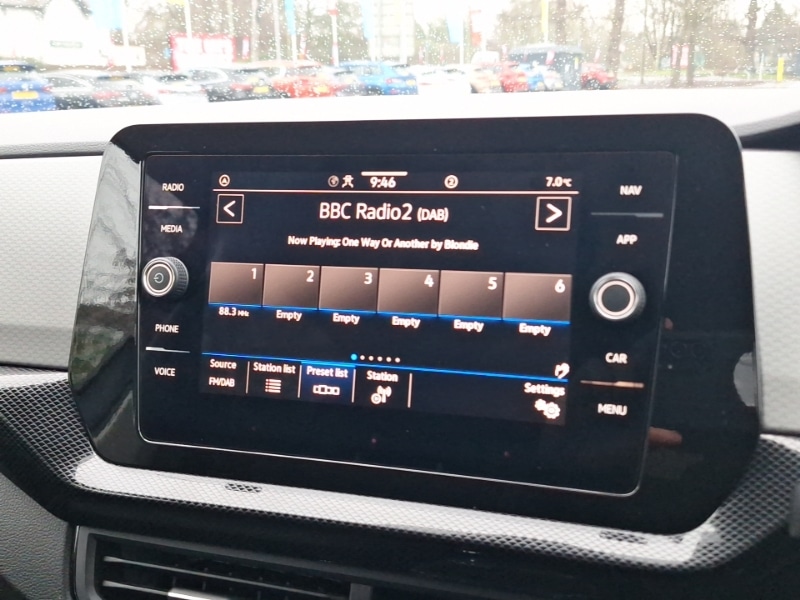 RADIO
MEDIA
PHONE
VOICE
9:46
2
7.0°C
BBC Radio2 (DAB)
Now Playing: One Way Or Another by Blondie
1 2 3 4 5 6
88.3 MHz Empty Empty Empty Empty Empty
Source Station list Preset list Station Settings
FM/DAB
NAV
APP
CAR
MENU